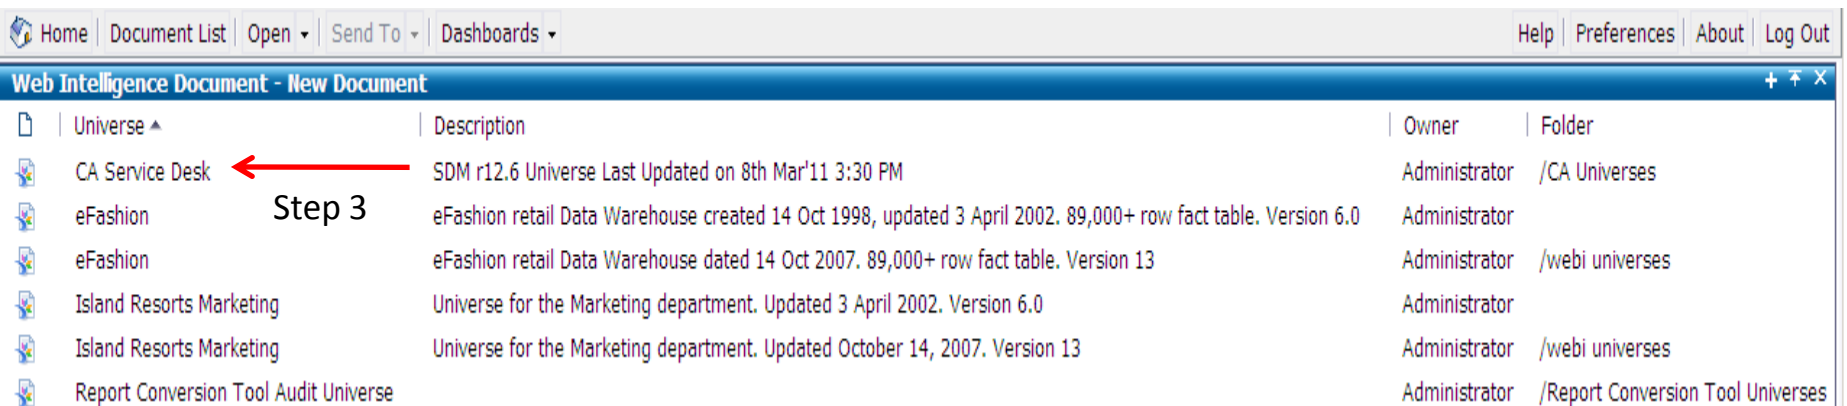 Home Document List Open Send To Dashboards Help Preferences About Log Out
Web Intelligence Document - New Document
Universe Description Owner Folder
CA Service Desk SDM r12.6 Universe Last Updated on 8th Mar'11 3:30 PM Administrator /CA Universes
Step 3
eFashion eFashion retail Data Warehouse created 14 Oct 1998, updated 3 April 2002. 89,000+ row fact table. Version 6.0 Administrator
eFashion eFashion retail Data Warehouse dated 14 Oct 2007. 89,000+ row fact table. Version 13 Administrator /webi universes
Island Resorts Marketing Universe for the Marketing department. Updated 3 April 2002. Version 6.0 Administrator
Island Resorts Marketing Universe for the Marketing department. Updated October 14, 2007. Version 13 Administrator /webi universes
Report Conversion Tool Audit Universe Administrator /Report Conversion Tool Universes